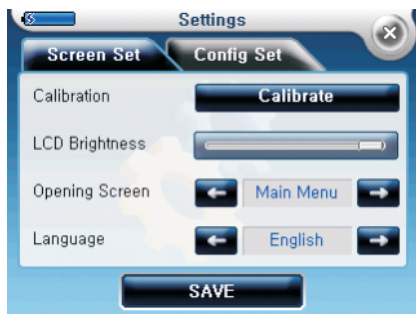 Settings
Screen Set Config Set
Calibration Calibrate
LCD Brightness
Opening Screen Main Menu
Language English
SAVE